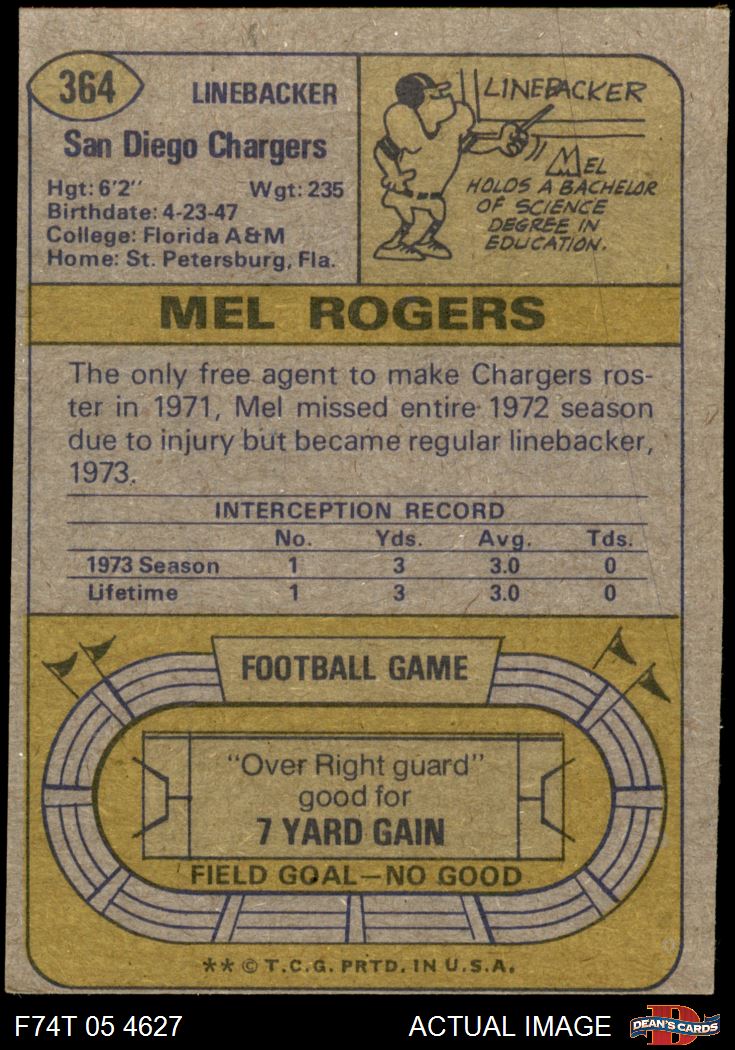 364
LINEBACKER
San Diego Chargers
Hgt: 6'2" Wgt: 235
Birthdate: 4-23-47
College: Florida A&M
Home: St. Petersburg, Fla.
LINEBACKER
MEL
HOLDS A BACHELOR
OF SCIENCE
DEGREE IN
EDUCATION.
MEL ROGERS
The only free agent to make Chargers ros-
ter in 1971, Mel missed entire 1972 season
due to injury but became regular linebacker,
1973.
INTERCEPTION RECORD
No. Yds. Avg. Tds.
1973 Season 1 3 3.0 0
Lifetime 1 3 3.0 0
FOOTBALL GAME
"Over Right guard"
good for
7 YARD GAIN
FIELD GOAL—NO GOOD
** © T.C.G. PRTD. IN U.S.A.
F74T 05 4627 ACTUAL IMAGE
D
DEAN'S CARDS